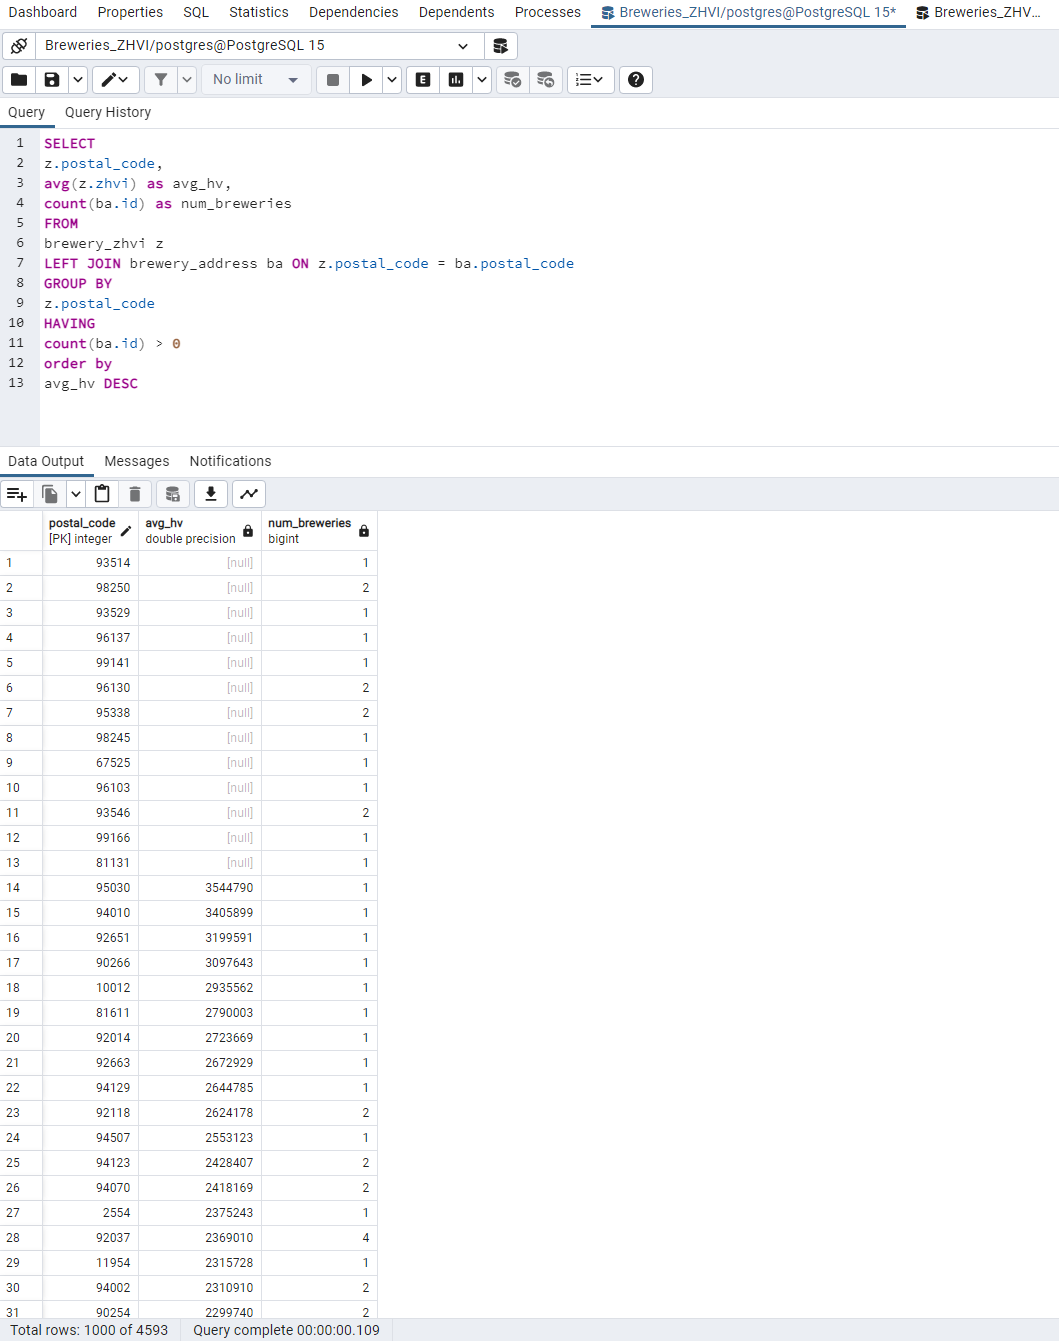 Dashboard Properties SQL Statistics Dependencies Dependents Processes Breweries_ZHVI/postgres@PostgreSQL 15* Breweries_ZHV...
Breweries_ZHVI/postgres@PostgreSQL 15
No limit E
Query Query History
1 SELECT
2 z.postal_code,
3 avg(z.zhvi) as avg_hv,
4 count(ba.id) as num_breweries
5 FROM
6 brewery_zhvi z
7 LEFT JOIN brewery_address ba ON z.postal_code = ba.postal_code
8 GROUP BY
9 z.postal_code
10 HAVING
11 count(ba.id) > 0
12 order by
13 avg_hv DESC
Data Output Messages Notifications
postal_code avg_hv num_breweries
[PK] integer double precision bigint
1 93514 [null] 1
2 98250 [null] 2
3 93529 [null] 1
4 96137 [null] 1
5 99141 [null] 1
6 96130 [null] 2
7 95338 [null] 2
8 98245 [null] 1
9 67525 [null] 1
10 96103 [null] 1
11 93546 [null] 2
12 99166 [null] 1
13 81131 [null] 1
14 95030 3544790 1
15 94010 3405899 1
16 92651 3199591 1
17 90266 3097643 1
18 10012 2935562 1
19 81611 2790003 1
20 92014 2723669 1
21 92663 2672929 1
22 94129 2644785 1
23 92118 2624178 2
24 94507 2553123 1
25 94123 2428407 2
26 94070 2418169 2
27 2554 2375243 1
28 92037 2369010 4
29 11954 2315728 1
30 94002 2310910 2
31 90254 2299740 2
Total rows: 1000 of 4593 Query complete 00:00:00.109